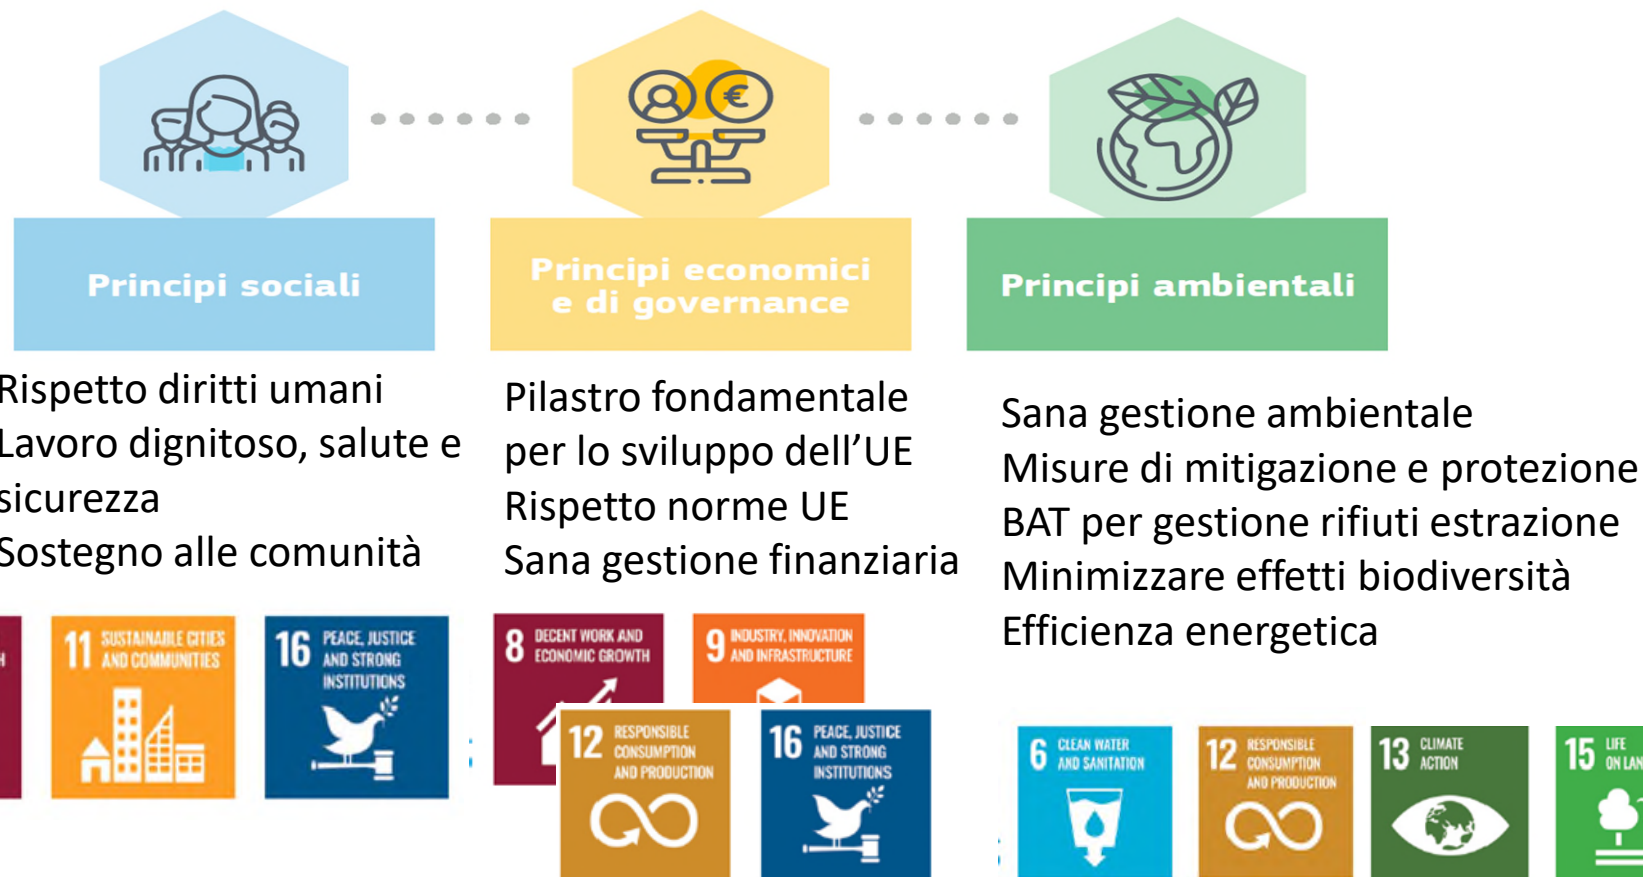 Principi sociali
Rispetto diritti umani
Lavoro dignitoso, salute e
sicurezza
Sostegno alle comunità
11 SUSTAINABLE CITIES
AND COMMUNITIES
16 PEACE, JUSTICE
AND STRONG
INSTITUTIONS
Principi economici
e di governance
Pilastro fondamentale
per lo sviluppo dell’UE
Rispetto norme UE
Sana gestione finanziaria
8 DECENT WORK AND
ECONOMIC GROWTH
9 INDUSTRY, INNOVATION
AND INFRASTRUCTURE
12 RESPONSIBLE
CONSUMPTION
AND PRODUCTION
16 PEACE, JUSTICE
AND STRONG
INSTITUTIONS
Principi ambientali
Sana gestione ambientale
Misure di mitigazione e protezione
BAT per gestione rifiuti estrazione
Minimizzare effetti biodiversità
Efficienza energetica
6 CLEAN WATER
AND SANITATION
12 RESPONSIBLE
CONSUMPTION
AND PRODUCTION
13 CLIMATE
ACTION
15 LIFE
ON LAN